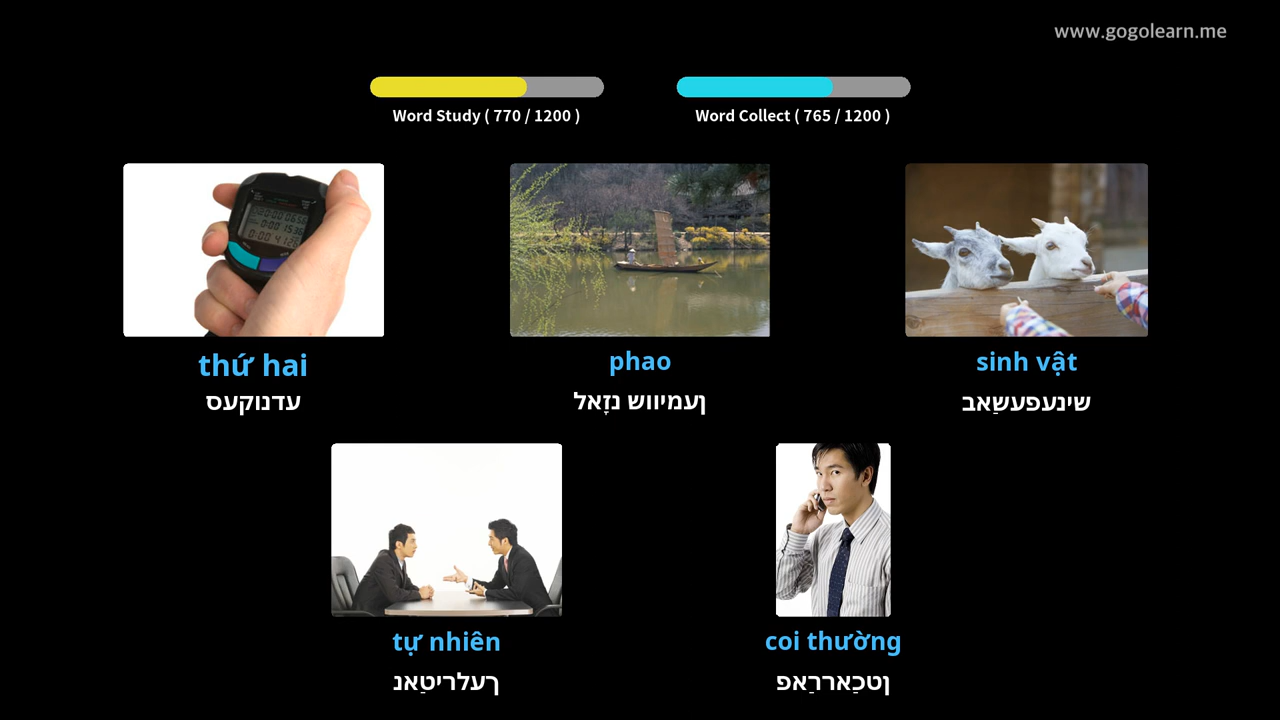 www.gogolearn.me
Word Study ( 770 / 1200 )
Word Collect ( 765 / 1200 )
thứ hai
עדנוקעס
phao
ןעמיווש נזָאל
sinh vật
שינעפעשַאב
tự nhiên
ךעלריטַאנ
coi thường
ןטכַאררַאפ